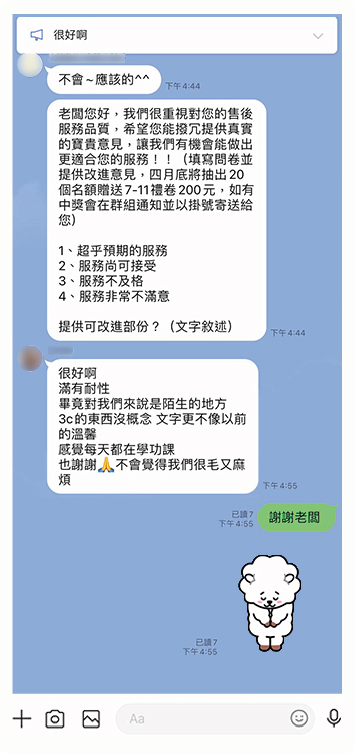 很好啊
不會~應該的^^
下午4:44
老闆您好，我們很重視對您的售後
服務品質，希望您能撥冗提供真實
的寶貴意見，讓我們有機會能做出
更適合您的服務！！（填寫問卷並
提供改進意見，四月底將抽出20
個名額贈送7-11禮卷200元，如有
中獎會在群組通知並以掛號寄送給
您）
1、超乎預期的服務
2、服務尚可接受
3、服務不及格
4、服務非常不滿意
提供可改進部份？（文字敘述）
下午4:44
很好啊
滿有耐性
畢竟對我們來說是陌生的地方
3c的東西沒概念 文字更不像以前
的溫馨
感覺每天都在學功課
也謝謝🙏不會覺得我們很毛又麻
煩
下午4:55
已讀7
下午4:55
謝謝老闆
已讀7
下午4:55
Aa